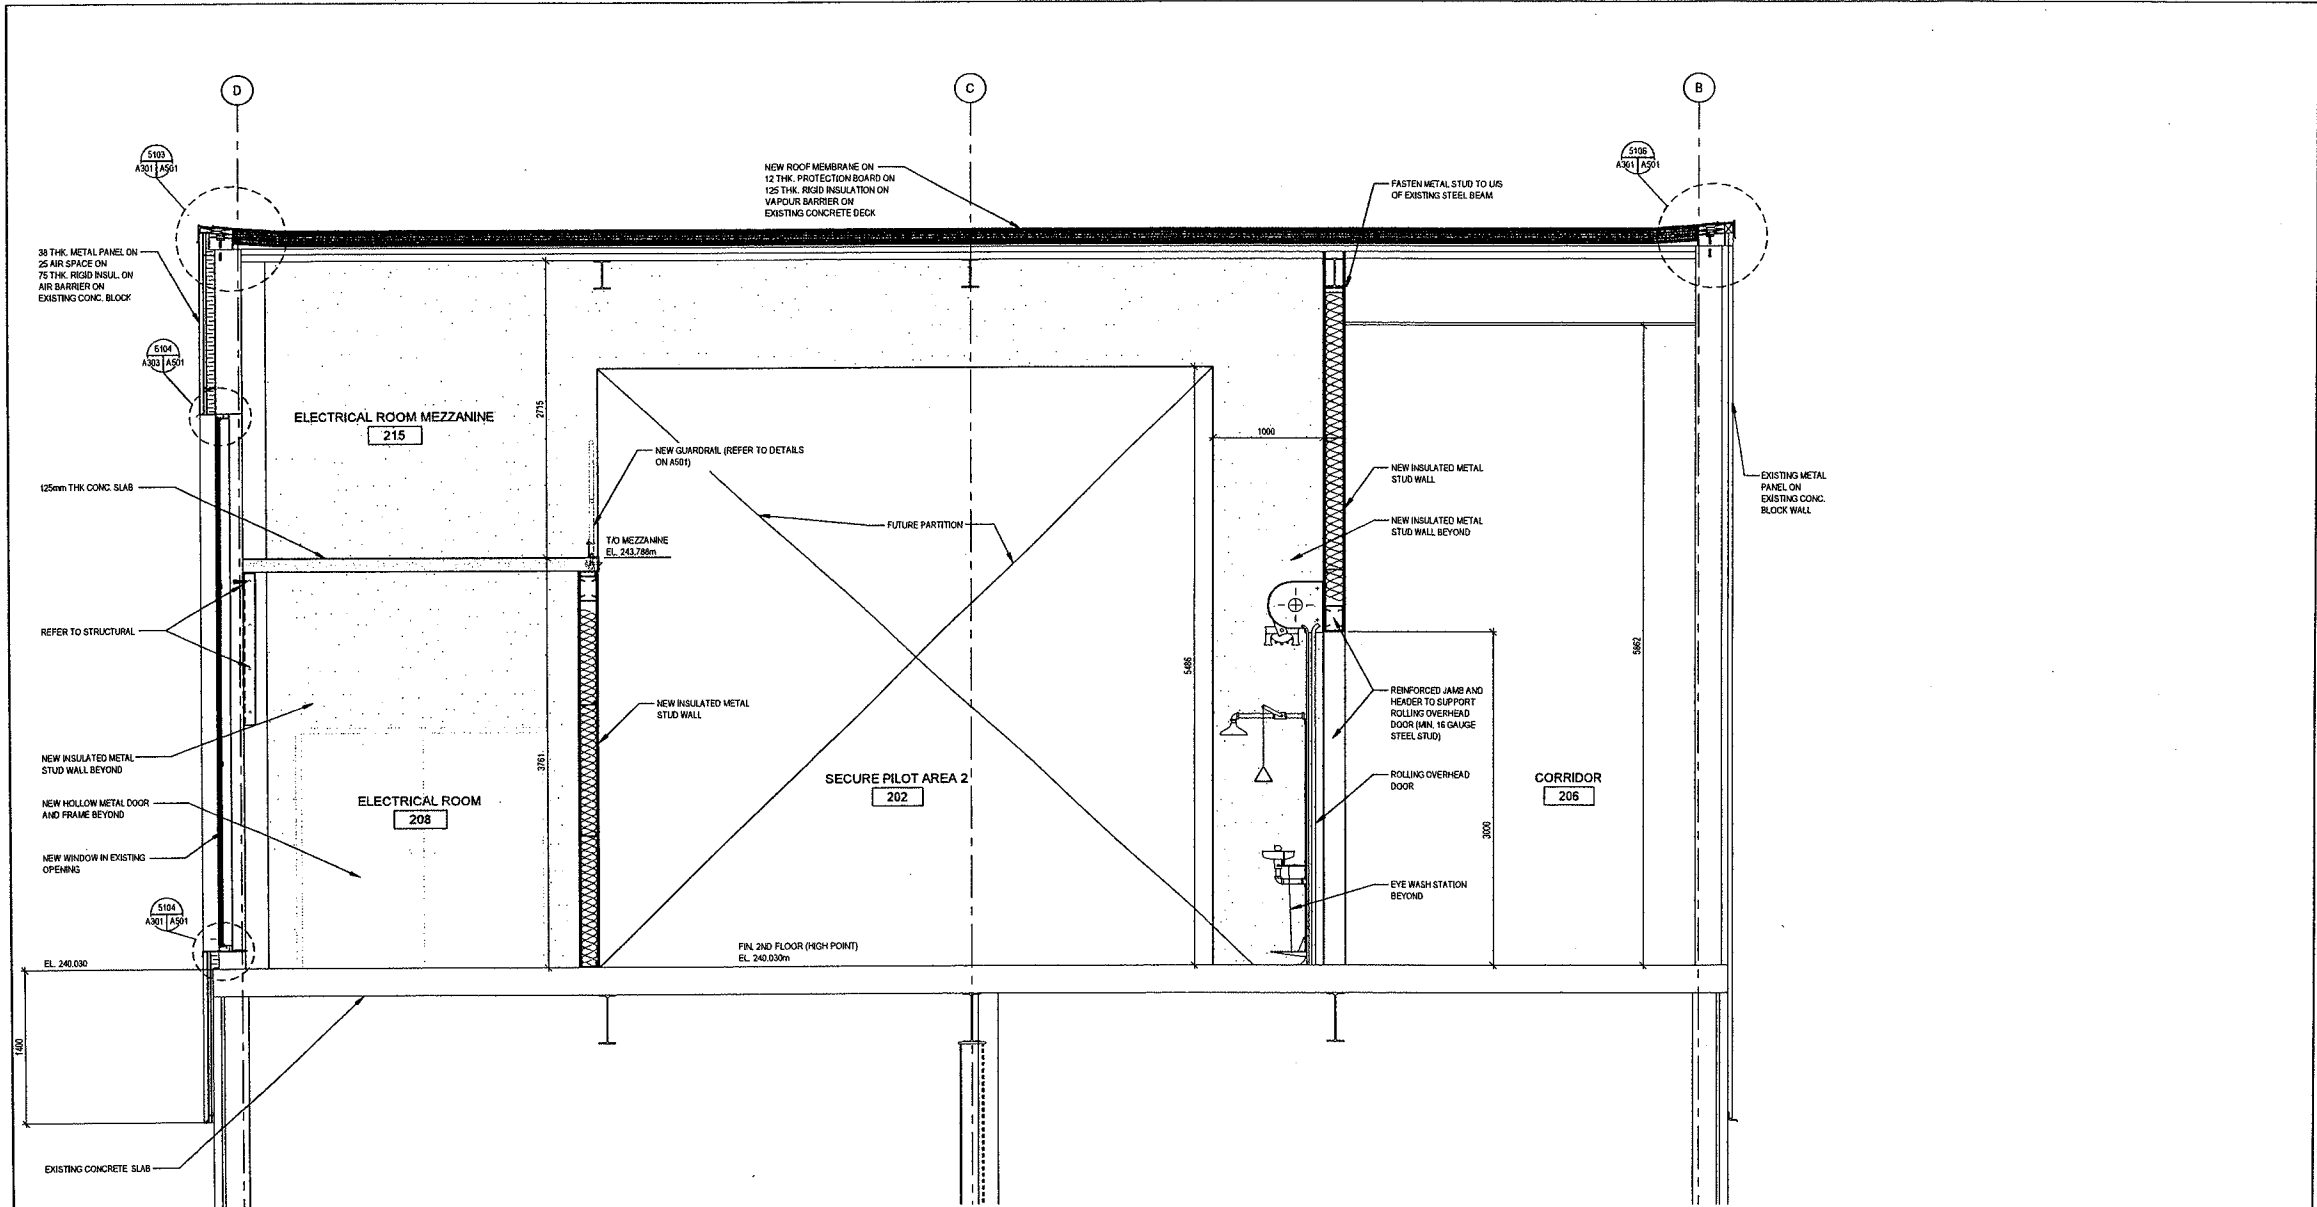 D
C
B
5103
A301 A501
5106
A301 A501
NEW ROOF MEMBRANE ON
12 THK. PROTECTION BOARD ON
125 THK. RIGID INSULATION ON
VAPOUR BARRIER ON
EXISTING CONCRETE DECK
FASTEN METAL STUD TO U/S
OF EXISTING STEEL BEAM
38 THK. METAL PANEL ON
25 AIR SPACE ON
75 THK. RIGID INSUL. ON
AIR BARRIER ON
EXISTING CONC. BLOCK
5104
A303 A501
ELECTRICAL ROOM MEZZANINE
215
2715
1000
NEW GUARDRAIL (REFER TO DETAILS
ON A501)
NEW INSULATED METAL
STUD WALL
EXISTING METAL
PANEL ON
EXISTING CONC.
BLOCK WALL
125mm THK CONC. SLAB
FUTURE PARTITION
NEW INSULATED METAL
STUD WALL BEYOND
T/O MEZZANINE
EL. 243.788m
REFER TO STRUCTURAL
5486
5862
NEW INSULATED METAL
STUD WALL
REINFORCED JAMB AND
HEADER TO SUPPORT
ROLLING OVERHEAD
DOOR (MIN. 16 GAUGE
STEEL STUD)
NEW INSULATED METAL
STUD WALL BEYOND
3761
SECURE PILOT AREA 2
202
ROLLING OVERHEAD
DOOR
CORRIDOR
206
NEW HOLLOW METAL DOOR
AND FRAME BEYOND
ELECTRICAL ROOM
208
3000
NEW WINDOW IN EXISTING
OPENING
EYE WASH STATION
BEYOND
5104
A301 A501
EL. 240.030
FIN. 2ND FLOOR (HIGH POINT)
EL. 240.030m
1400
EXISTING CONCRETE SLAB